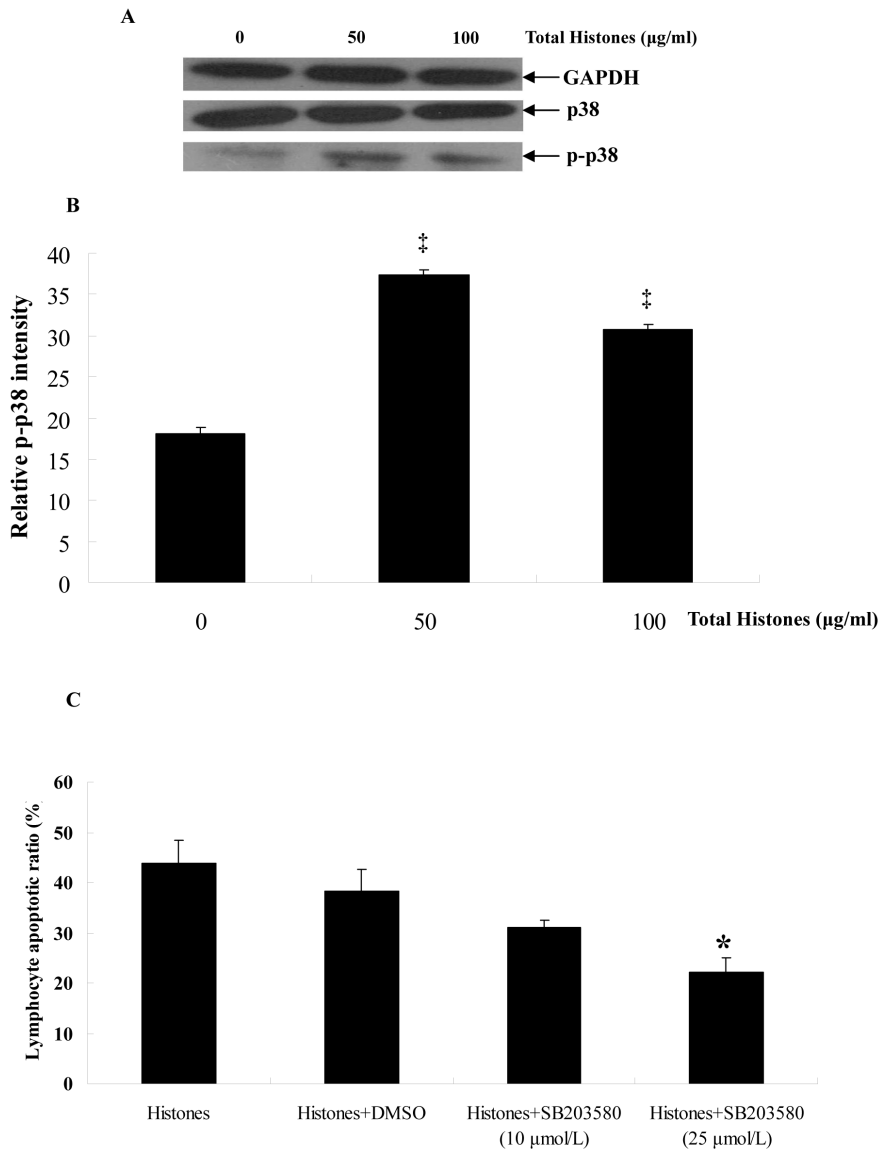 A
0 50 100 Total Histones (μg/ml)
GAPDH
p38
p-p38
B
Relative p-p38 intensity
40
35
30
25
20
15
10
5
0
‡
‡
0 50 100 Total Histones (μg/ml)
C
Lymphocyte apoptotic ratio (%
60
50
40
30
20
10
0
*
Histones Histones+DMSO Histones+SB203580 Histones+SB203580
(10 μmol/L) (25 μmol/L)